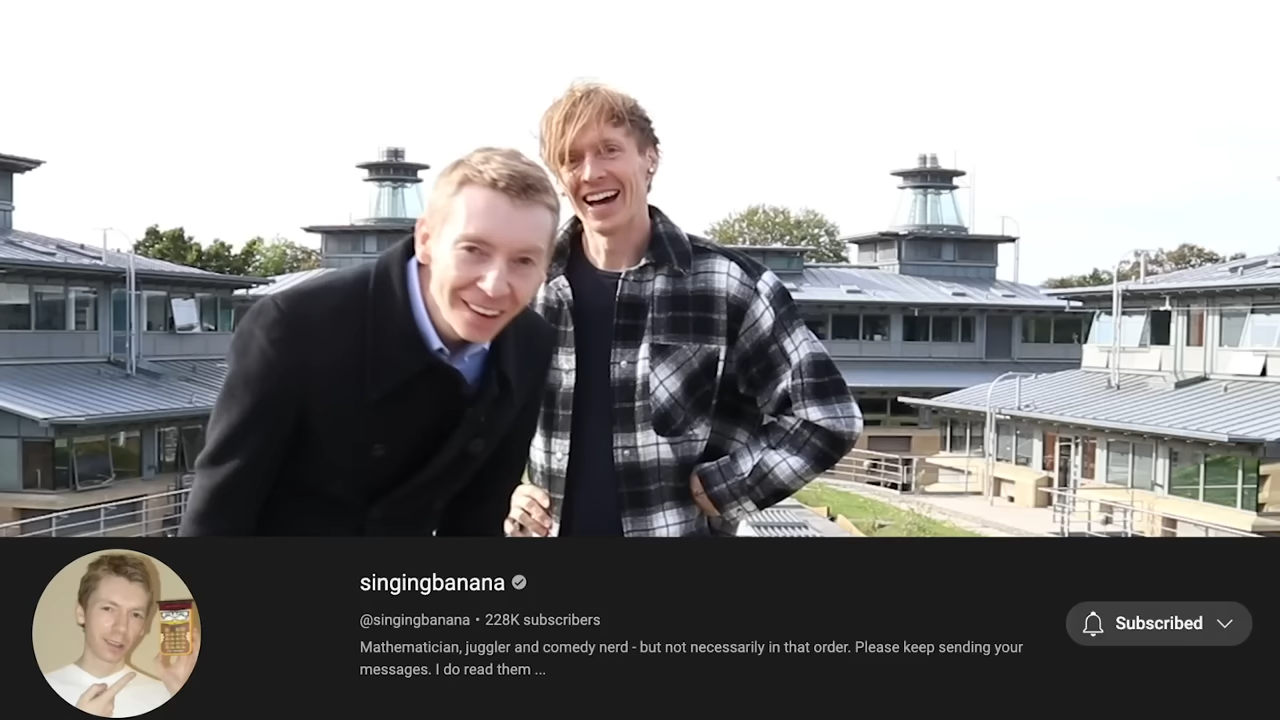 singingbanana
@singingbanana • 228K subscribers
Subscribed
Mathematician, juggler and comedy nerd - but not necessarily in that order. Please keep sending your
messages. I do read them ...